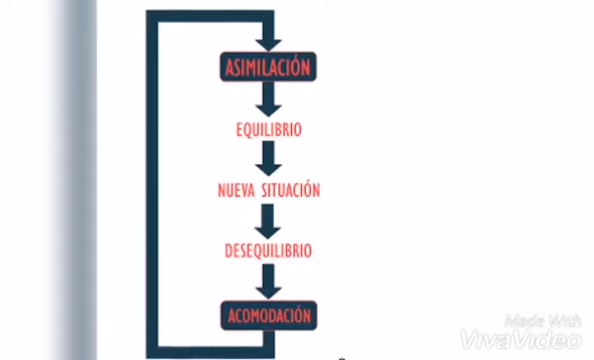 ASIMILACIÓN
EQUILIBRIO
NUEVA SITUACIÓN
DESEQUILIBRIO
ACOMODACIÓN
Made With
VivaVideo